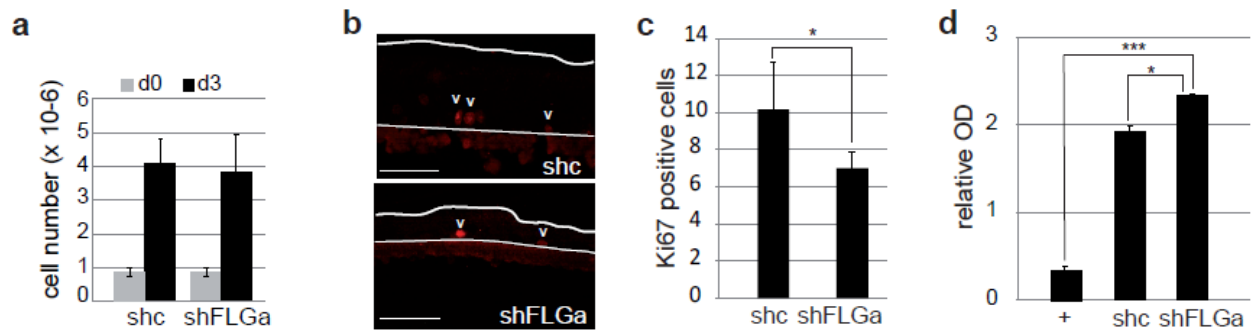 a
d0 d3
cell number (x 10-6)
6
5
4
3
2
1
0
shc shFLGa
b
v v v
shc
v v
shFLGa
c
Ki67 positive cells
14
12
10
8
6
4
2
0
*
shc shFLGa
d
relative OD
3
2
1
0
***
*
+ shc shFLGa